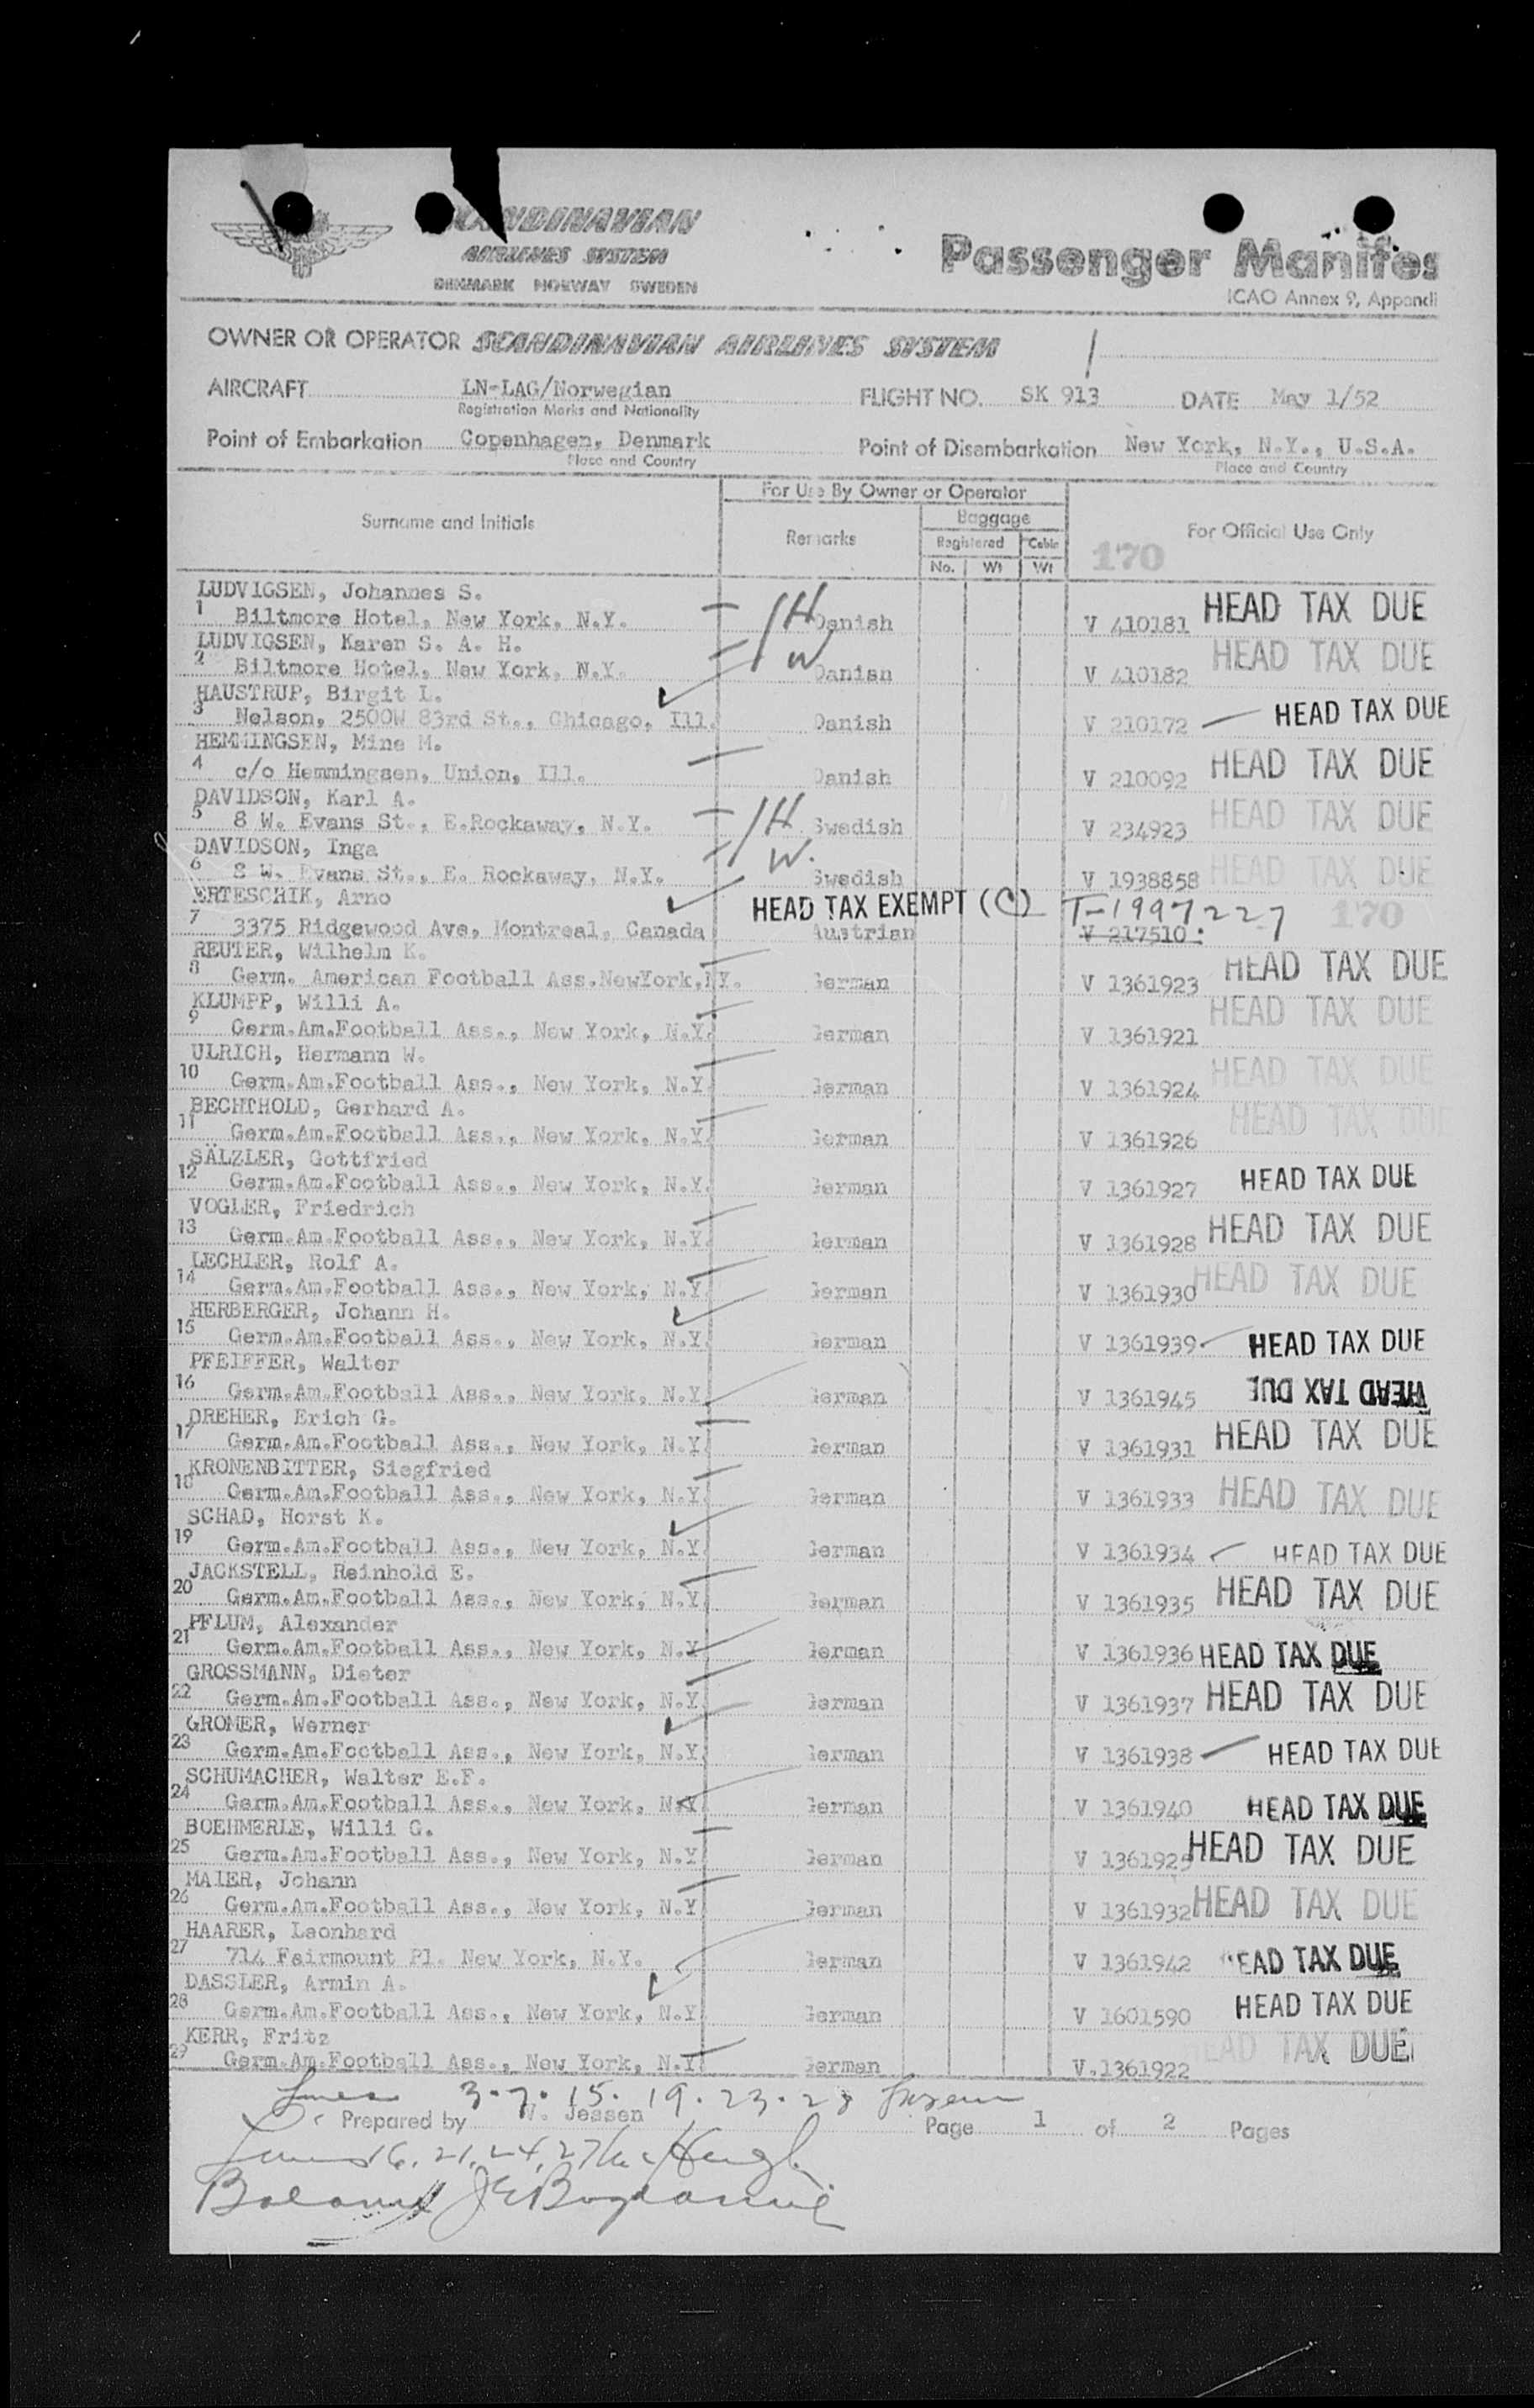 SCANDINAVIAN
AIRLINES SYSTEM
DENMARK NORWAY SWEDEN
Passenger Manifes
ICAO Annex 9, Appendi
OWNER OR OPERATOR SCANDINAVIAN AIRLINES SYSTEM
AIRCRAFT LN-LAG/Norwegian FLIGHT NO. SK 913 DATE May 1/52
Registration Marks and Nationality
Point of Embarkation Copenhagen, Denmark Point of Disembarkation New York, N.Y., U.S.A.
Place and Country Place and Country
For Use By Owner or Operator
Surname and Initials Remarks Baggage For Official Use Only
Registered Cabin
No. Wt Wt
170
LUDVIGSEN, Johannes S.
1 Biltmore Hotel, New York, N.Y. H Danish V 410181 HEAD TAX DUE
LUDVIGSEN, Karen S. A. H.
2 Biltmore Hotel, New York, N.Y. W Danish V 410182 HEAD TAX DUE
HAUSTRUP, Birgit L.
3 Nelson, 2500W 83rd St., Chicago, Ill. Danish V 210172 HEAD TAX DUE
HEMMINGSEN, Mine M.
4 c/o Hemmingsen, Union, Ill. Danish V 210092 HEAD TAX DUE
DAVIDSON, Karl A.
5 8 W. Evans St., E.Rockaway, N.Y. H Swedish V 234923 HEAD TAX DUE
DAVIDSON, Inga
6 8 W. Evans St., E. Rockaway, N.Y. W. Swedish V 1938858 HEAD TAX DUE
ERTESCHIK, Arno HEAD TAX EXEMPT (C) T-1997227 170
7 3375 Ridgewood Ave, Montreal, Canada Austrian V 217510
REUTER, Wilhelm K.
8 Germ. American Football Ass.NewYork,NY. German V 1361923 HEAD TAX DUE
KLUMPP, Willi A.
9 Germ.Am.Football Ass., New York, N.Y. German V 1361921 HEAD TAX DUE
ULRICH, Hermann W.
10 Germ.Am.Football Ass., New York, N.Y. German V 1361924 HEAD TAX DUE
BECHTHOLD, Gerhard A.
11 Germ.Am.Football Ass., New York, N.Y. German V 1361926 HEAD TAX DUE
SÄLZLER, Gottfried
12 Germ.Am.Football Ass., New York, N.Y. German V 1361927 HEAD TAX DUE
VOGLER, Friedrich
13 Germ.Am.Football Ass., New York, N.Y. German V 1361928 HEAD TAX DUE
LECHLER, Rolf A.
14 Germ.Am.Football Ass., New York, N.Y. German V 1361930 HEAD TAX DUE
HERBERGER, Johann H.
15 Germ.Am.Football Ass., New York, N.Y. German V 1361939 HEAD TAX DUE
PFEIFFER, Walter
16 Germ.Am.Football Ass., New York, N.Y. German V 1361945 HEAD TAX DUE
DREHER, Erich G.
17 Germ.Am.Football Ass., New York, N.Y. German V 1361931 HEAD TAX DUE
KRONENBITTER, Siegfried
18 Germ.Am.Football Ass., New York, N.Y. German V 1361933 HEAD TAX DUE
SCHAD, Horst K.
19 Germ.Am.Football Ass., New York, N.Y. German V 1361934 HEAD TAX DUE
JACKSTELL, Reinhold E.
20 Germ.Am.Football Ass., New York, N.Y. German V 1361935 HEAD TAX DUE
PFLUM, Alexander
21 Germ.Am.Football Ass., New York, N.Y. German V 1361936 HEAD TAX DUE
GROSSMANN, Dieter
22 Germ.Am.Football Ass., New York, N.Y. German V 1361937 HEAD TAX DUE
GROMER, Werner
23 Germ.Am.Football Ass., New York, N.Y. German V 1361938 HEAD TAX DUE
SCHUMACHER, Walter E.F.
24 Germ.Am.Football Ass., New York, N.Y. German V 1361940 HEAD TAX DUE
BOEHMERLE, Willi G.
25 Germ.Am.Football Ass., New York, N.Y. German V 1361925 HEAD TAX DUE
MAIER, Johann
26 Germ.Am.Football Ass., New York, N.Y. German V 1361932 HEAD TAX DUE
HAARER, Leonhard
27 714 Fairmount Pl. New York, N.Y. German V 1361942 HEAD TAX DUE
DASSLER, Armin A.
28 Germ.Am.Football Ass., New York, N.Y. German V 1601590 HEAD TAX DUE
KERR, Fritz
29 Germ.Am.Football Ass., New York, N.Y. German V.1361922 HEAD TAX DUE
Lines 3.7.15.19.23.28
Prepared by W. Jessen Page 1 of 2 Pages
Lines 16, 21, 24, 27
Balance